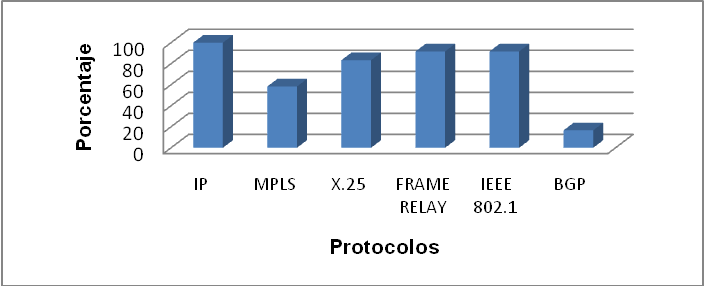 Porcentaje
100
80
60
40
20
0
IP MPLS X.25 FRAME RELAY IEEE 802.1 BGP
Protocolos